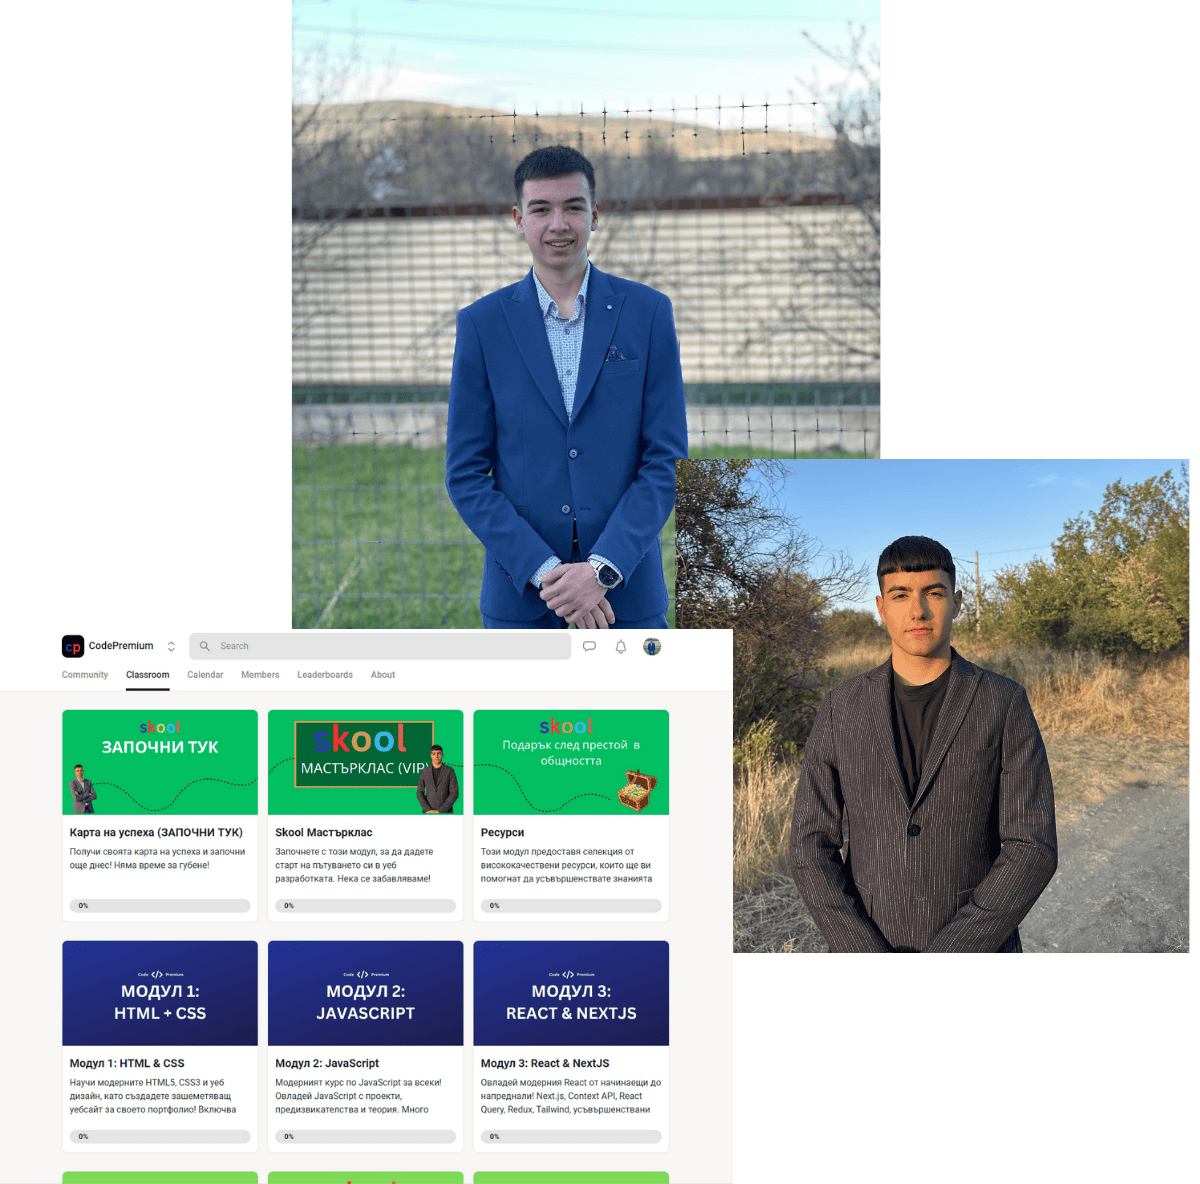 cp CodePremium Search
Community Classroom Calendar Members Leaderboards About
skool
ЗАПОЧНИ ТУК
Карта на успеха (ЗАПОЧНИ ТУК)
Получи своята карта на успеха и започни
още днес! Няма време за губене!
0%
skool
МАСТЪРКЛАС (VIP)
Skool Мастърклас
Започнете с този модул, за да дадете
старт на пътуването си в уеб
разработката. Нека се забавляваме!
0%
skool
Подарък след престой в
общността
Ресурси
Този модул предоставя селекция от
висококачествени ресурси, които ще ви
помогнат да усъвършенствате знанията
0%
Code </> Premium
МОДУЛ 1:
HTML + CSS
Модул 1: HTML & CSS
Научи модерните HTML5, CSS3 и уеб
дизайн, като създадете зашеметяващ
уебсайт за своето портфолио! Включва
0%
Code </> Premium
МОДУЛ 2:
JAVASCRIPT
Модул 2: JavaScript
Модерният курс по JavaScript за всеки!
Овладей JavaScript с проекти,
предизвикателства и теория. Много
0%
Code </> Premium
МОДУЛ 3:
REACT & NEXTJS
Модул 3: React & NextJS
Овладей модерния React от начинаещи до
напреднали! Next.js, Context API, React
Query, Redux, Tailwind, усъвършенствани
0%